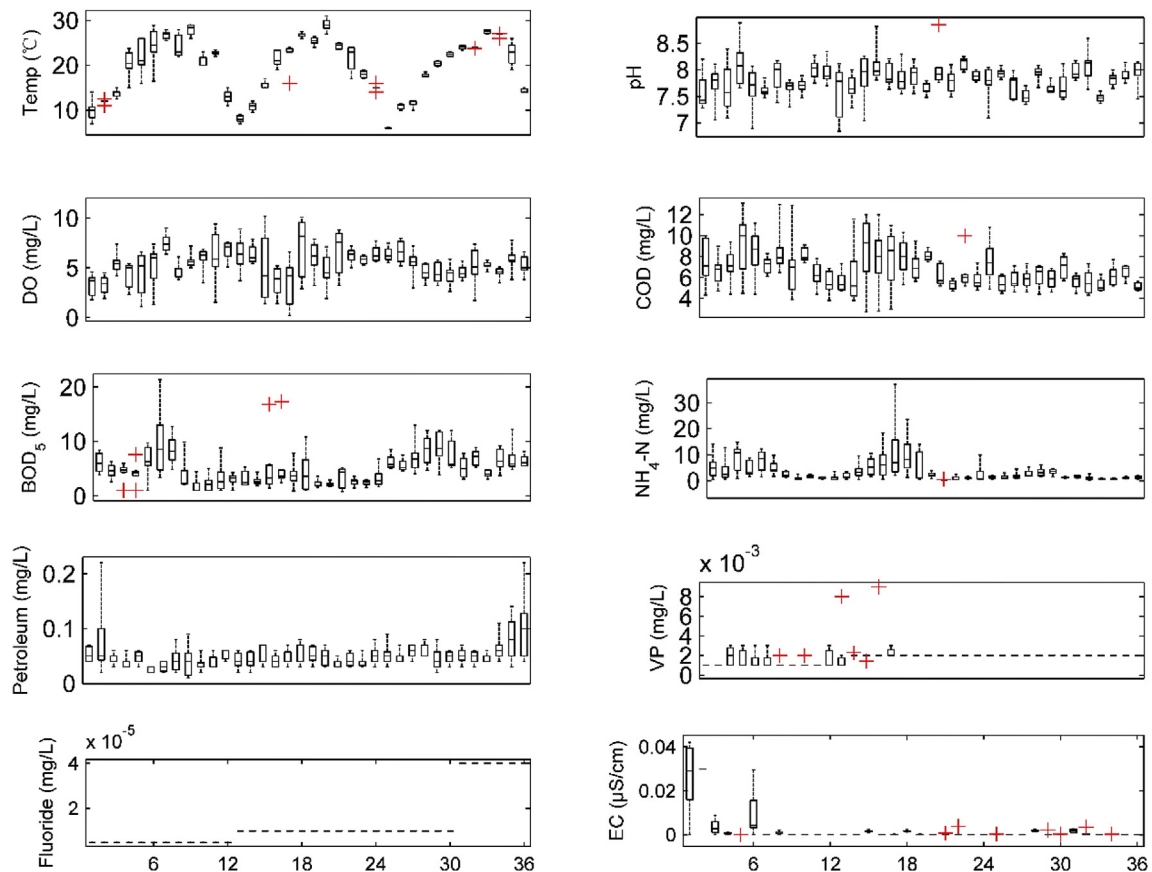 Temp (℃)
30
20
10
pH
8.5
8
7.5
7
DO (mg/L)
10
5
0
COD (mg/L)
12
10
8
6
4
BOD5 (mg/L)
20
10
0
NH4-N (mg/L)
30
20
10
0
Petroleum (mg/L)
0.2
0.1
0
x 10-3
VP (mg/L)
8
6
4
2
0
x 10-5
Fluoride (mg/L)
4
2
6 12 18 24 30 36
EC (µS/cm)
0.04
0.02
0
6 12 18 24 30 36